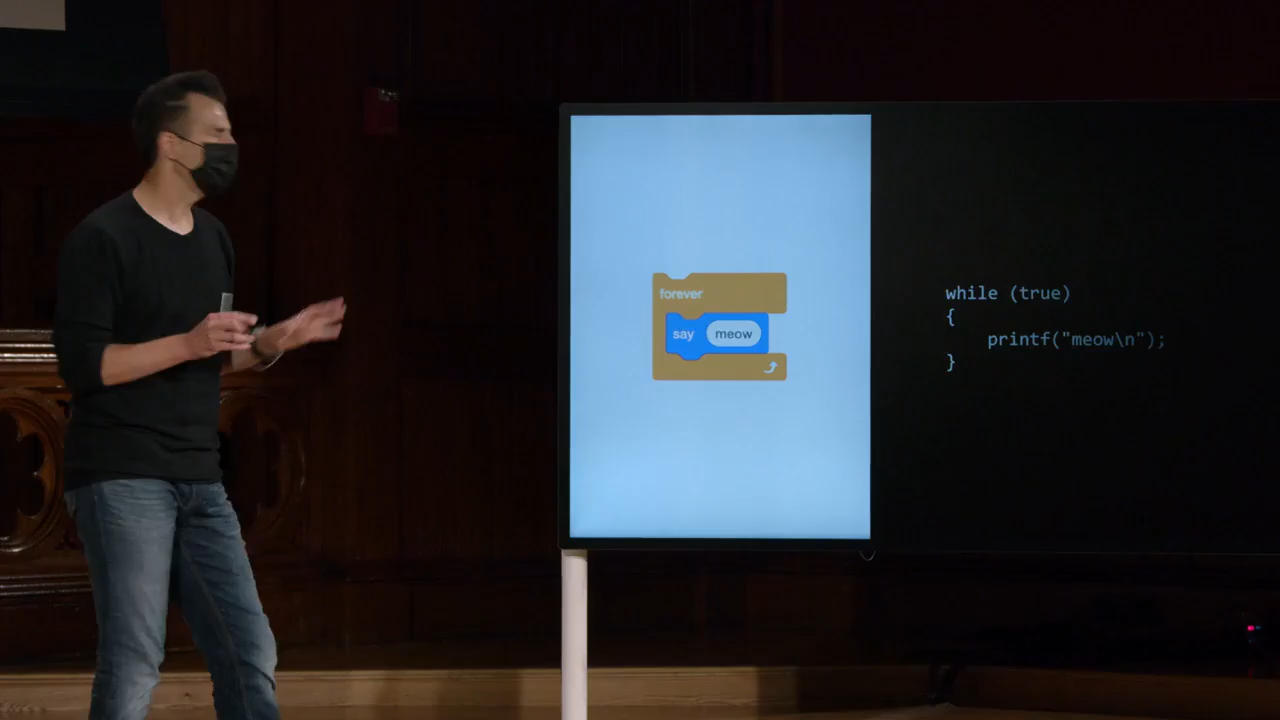 forever
say meow
while (true)
{
    printf("meow\n");
}